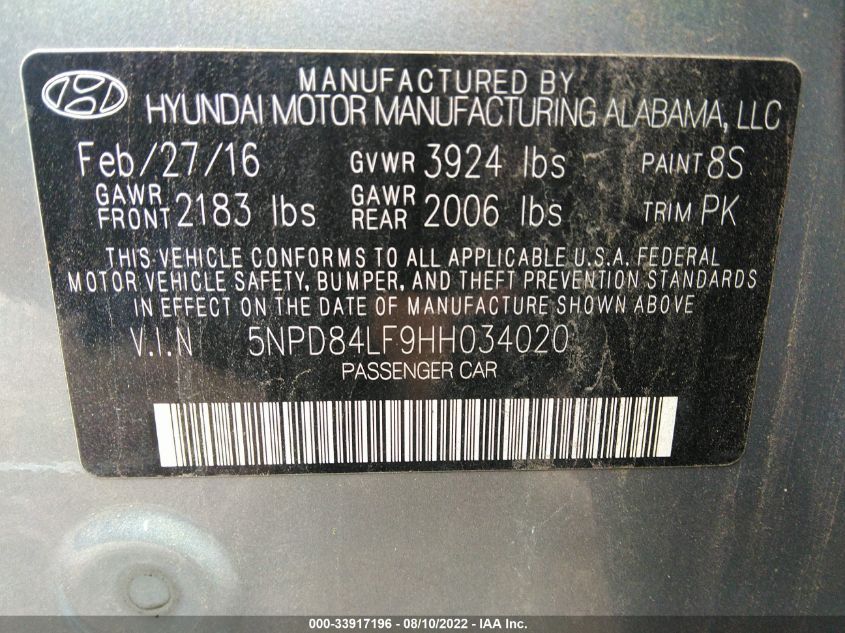 MANUFACTURED BY
HYUNDAI MOTOR MANUFACTURING ALABAMA, LLC
Feb/27/16 GVWR 3924 lbs PAINT 8S
GAWR FRONT 2183 lbs GAWR REAR 2006 lbs TRIM PK
THIS VEHICLE CONFORMS TO ALL APPLICABLE U.S.A. FEDERAL
MOTOR VEHICLE SAFETY, BUMPER, AND THEFT PREVENTION STANDARDS
IN EFFECT ON THE DATE OF MANUFACTURE SHOWN ABOVE
V.I.N 5NPD84LF9HH034020
PASSENGER CAR
000-33917196 - 08/10/2022 - IAA Inc.